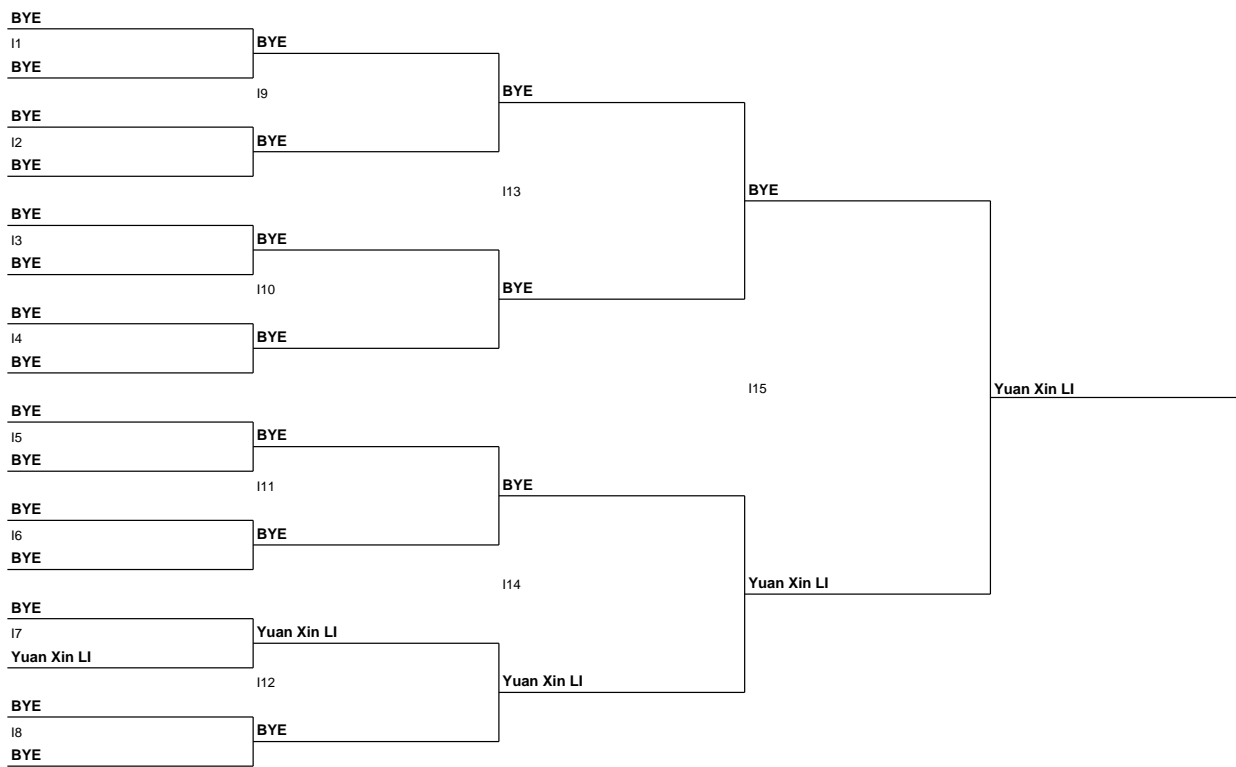 BYE
I1
BYE
BYE
I9
BYE
BYE
I2
BYE
BYE
I13
BYE
BYE
I3
BYE
BYE
I10
BYE
BYE
I4
BYE
BYE
I15
Yuan Xin LI
BYE
I5
BYE
BYE
I11
BYE
BYE
I6
BYE
BYE
I14
Yuan Xin LI
BYE
I7
Yuan Xin LI
Yuan Xin LI
I12
Yuan Xin LI
BYE
I8
BYE
BYE